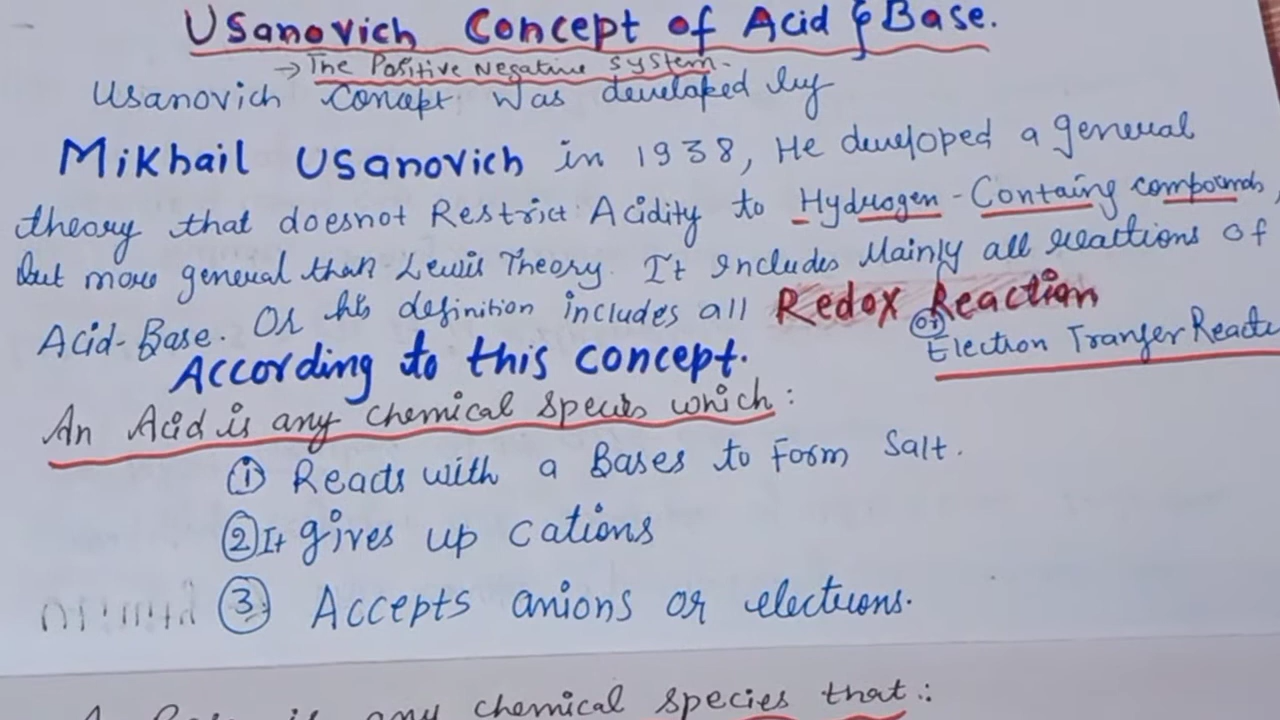 Usanovich Concept of Acid & Base.
→ The Positive Negative system.
Usanovich concept was developed by
Mikhail Usanovich in 1938, He developed a general
theory that doesnot Restrict Acidity to Hydrogen-Containg compounds,
but more general than Lewis Theory. It Includes Mainly all reactions of
Acid-Base. Or his definition includes all Redox Reaction
(or)
Election Tranfer Reacti
According to this concept.
An Acid is any chemical species which:
① Reacts with a Bases to Form Salt.
② It gives up cations
③ Accepts anions or electrons.
is any chemical species that: